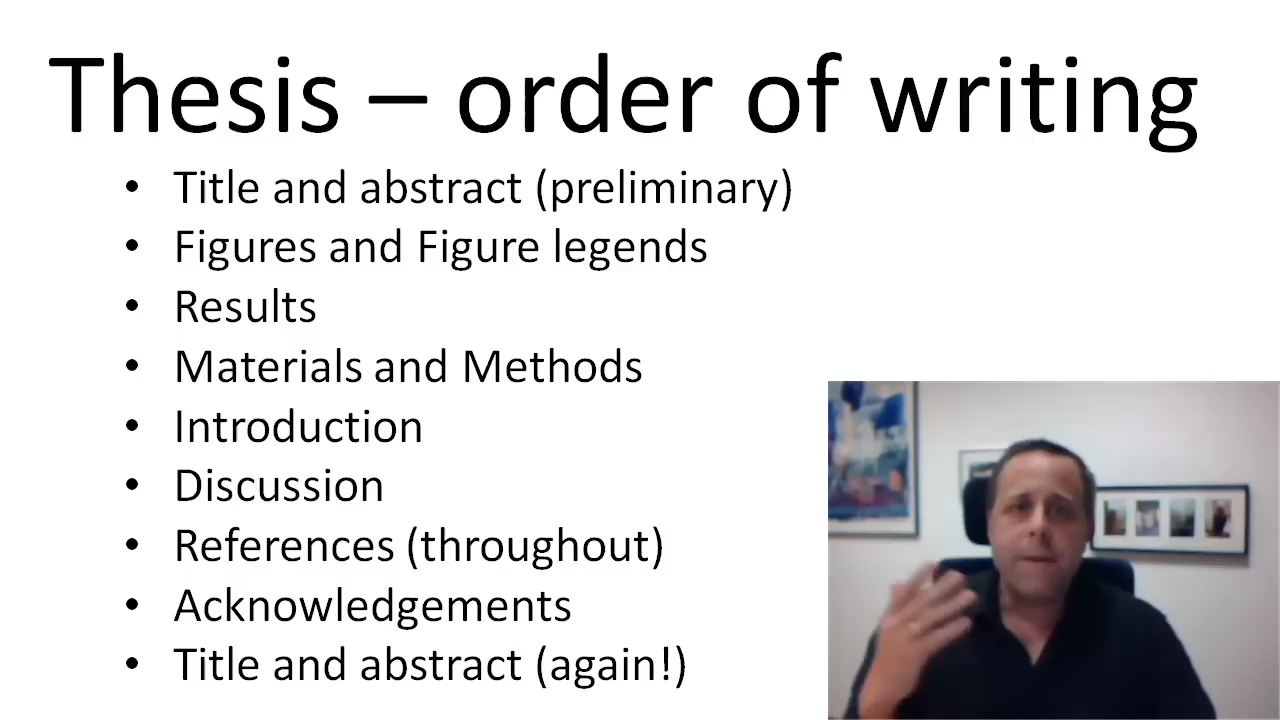 Thesis – order of writing
• Title and abstract (preliminary)
• Figures and Figure legends
• Results
• Materials and Methods
• Introduction
• Discussion
• References (throughout)
• Acknowledgements
• Title and abstract (again!)